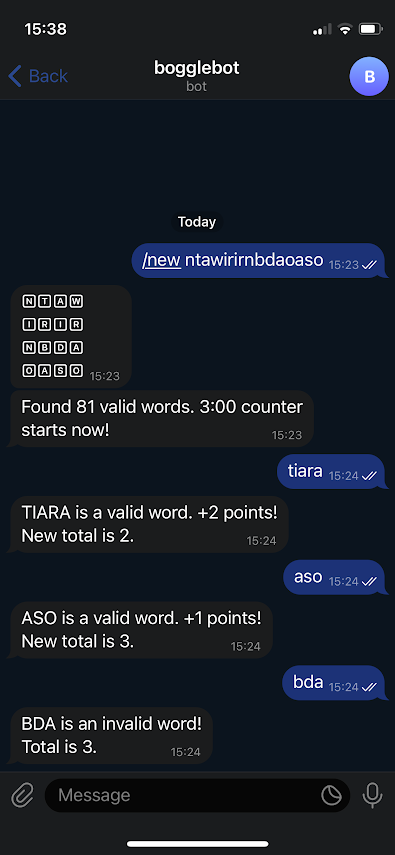 15:38
Back
bogglebot
bot
B
Today
/new ntawirirnbdaoaso 15:23
N T A W
I R I R
N B D A
O A S O 15:23
Found 81 valid words. 3:00 counter
starts now!
15:23
tiara 15:24
TIARA is a valid word. +2 points!
New total is 2.
15:24
aso 15:24
ASO is a valid word. +1 points!
New total is 3.
15:24
bda 15:24
BDA is an invalid word!
Total is 3.
15:24
Message